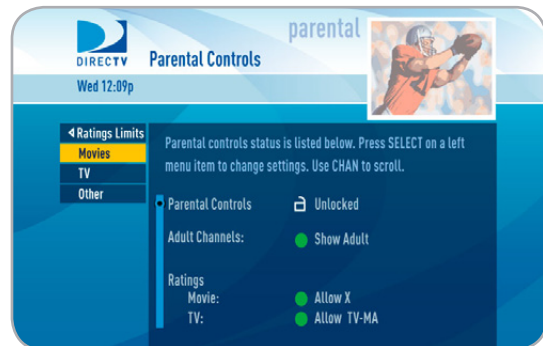 parental
DIRECTV
Parental Controls
Wed 12:09p
Ratings Limits
Movies
TV
Other
Parental controls status is listed below. Press SELECT on a left
menu item to change settings. Use CHAN to scroll.
Parental Controls Unlocked
Adult Channels: Show Adult
Ratings
Movie: Allow X
TV: Allow TV-MA